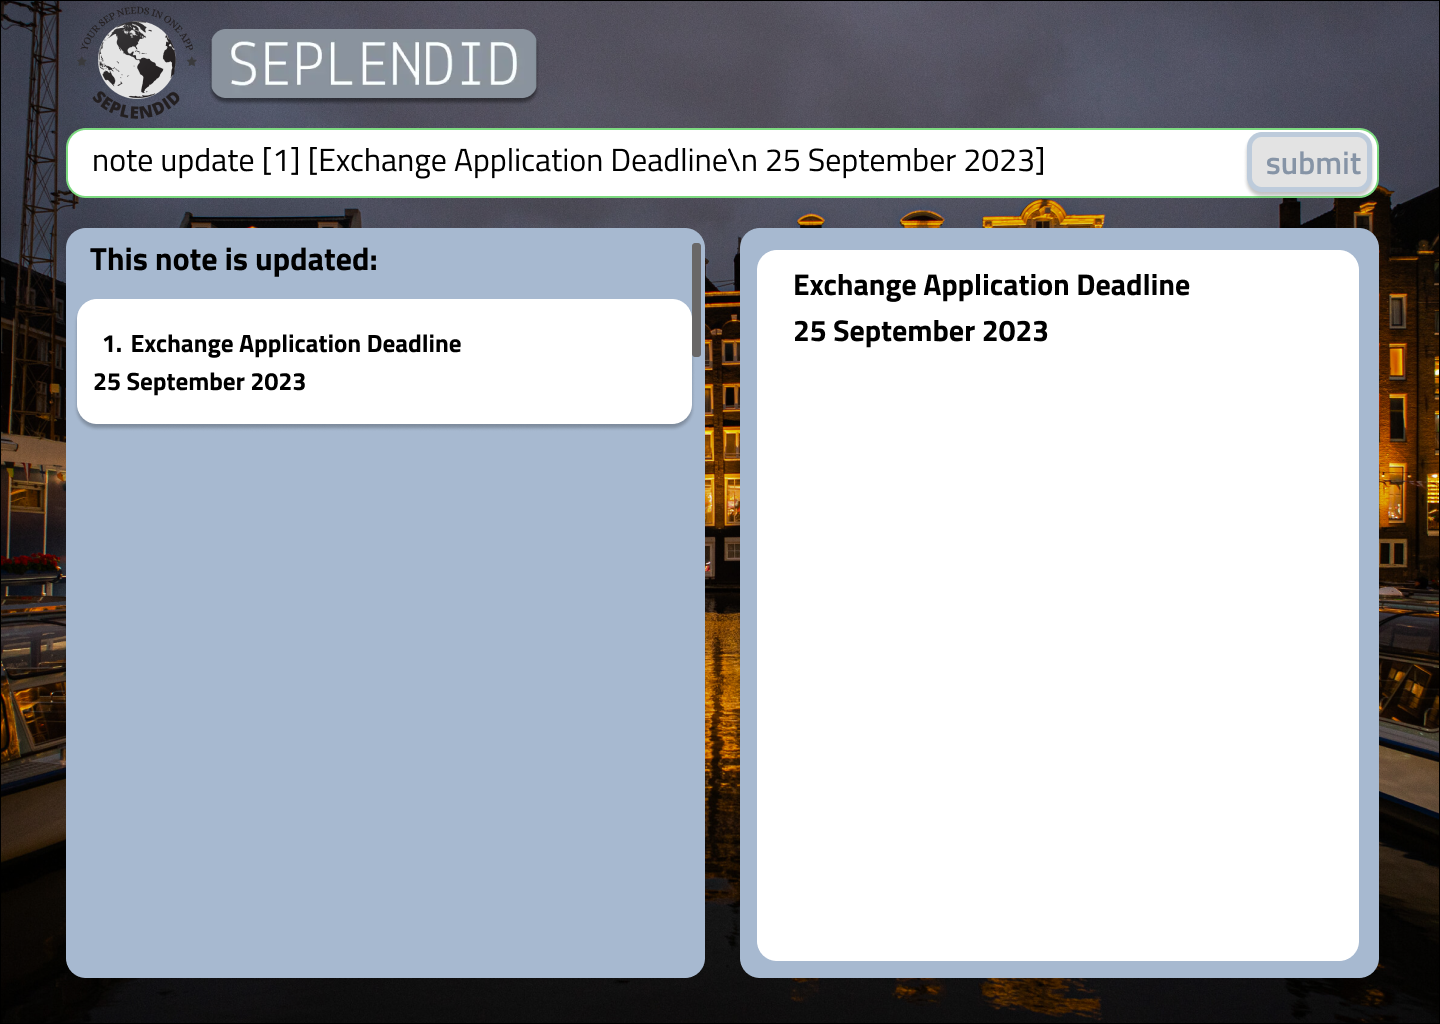 YOUR SEP NEEDS IN ONE APP
SEPLENDID
SEPLENDID
note update [1] [Exchange Application Deadline\n 25 September 2023]
submit
This note is updated:
1. Exchange Application Deadline
25 September 2023
Exchange Application Deadline
25 September 2023